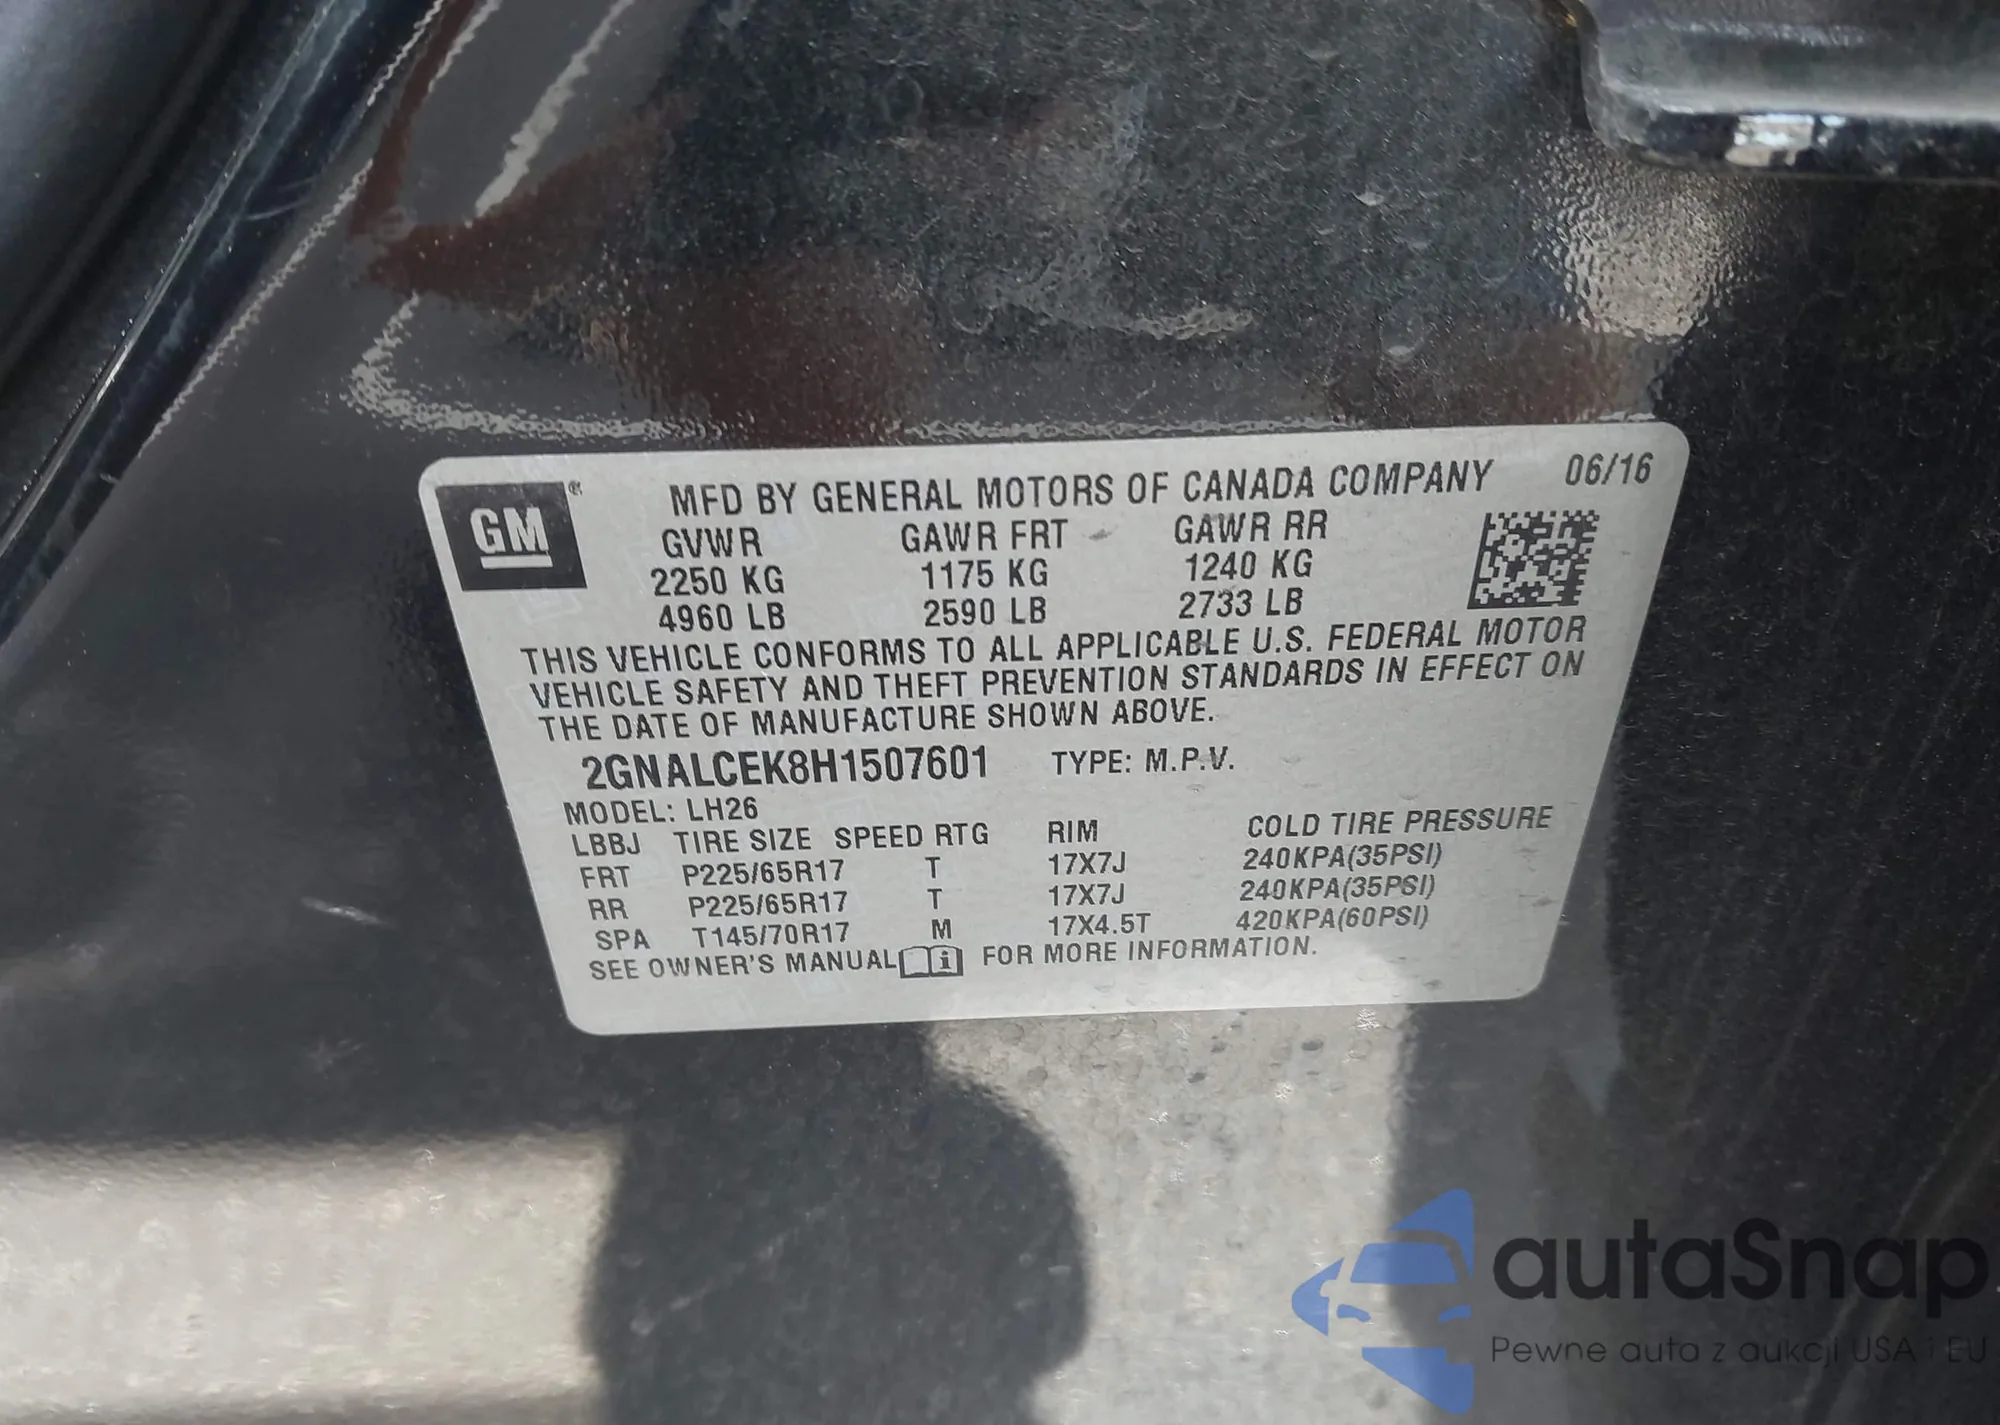 GM®
MFD BY GENERAL MOTORS OF CANADA COMPANY 06/16
GVWR GAWR FRT GAWR RR
2250 KG 1175 KG 1240 KG
4960 LB 2590 LB 2733 LB
THIS VEHICLE CONFORMS TO ALL APPLICABLE U.S. FEDERAL MOTOR
VEHICLE SAFETY AND THEFT PREVENTION STANDARDS IN EFFECT ON
THE DATE OF MANUFACTURE SHOWN ABOVE.
2GNALCEK8H1507601 TYPE: M.P.V.
MODEL: LH26
LBBJ TIRE SIZE SPEED RTG RIM COLD TIRE PRESSURE
FRT P225/65R17 T 17X7J 240KPA(35PSI)
RR P225/65R17 T 17X7J 240KPA(35PSI)
SPA T145/70R17 M 17X4.5T 420KPA(60PSI)
SEE OWNER'S MANUAL i FOR MORE INFORMATION.
autaSnap
Pewne auta z aukcji USA i EU